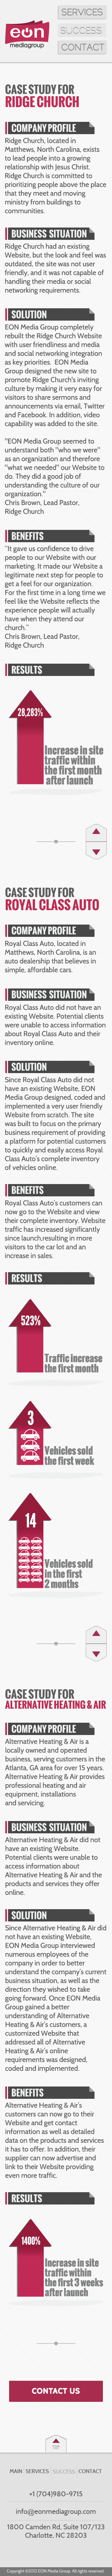 eon
mediagroup
SERVICES
SUCCESS
CONTACT
CASE STUDY FOR
RIDGE CHURCH
COMPANY PROFILE
Ridge Church, located in
Matthews, North Carolina, exists
to lead people into a growing
relationship with Jesus Christ.
Ridge Church is committed to
prioritizing people above the place
that they meet and moving
ministry from buildings to
communities.
BUSINESS SITUATION
Ridge Church had an existing
Website, but the look and feel was
outdated, the site was not user
friendly, and it was not capable of
handling their media or social
networking requirements.
SOLUTION
EON Media Group completely
rebuilt the Ridge Church Website
with user friendliness and media
and social networking integration
as key priorities. EON Media
Group designed the new site to
promote Ridge Church's inviting
culture by making it very easy for
visitors to share sermons and
announcements via email, Twitter
or Facebook. In addition, video
capability was added to the site.
"EON Media Group seemed to
understand both "who we were"
as an organization and also
"what we needed" our Website to
do. They did a good job of
understanding the culture of our
organization."
Chris Brown, Lead Pastor,
Ridge Church
BENEFITS
"It gave us confidence to drive
people to our Website with our
marketing. It made our Website a
legitimate next step for people to
get a feel for our organization.
For the first time in a long time we
feel like the Website reflects the
experience people will actually
have when they attend our
church."
Chris Brown, Lead Pastor,
Ridge Church
RESULTS
28,283%
Increase in site
traffic within
the first month
after launch
CASE STUDY FOR
ROYAL CLASS AUTO
COMPANY PROFILE
Royal Class Auto, located in
Matthews, North Carolina, is an
auto dealership that believes in
simple, affordable cars.
BUSINESS SITUATION
Royal Class Auto did not have an
existing Website. Potential clients
were unable to access information
about Royal Class Auto and their
inventory online.
SOLUTION
Since Royal Class Auto did not
have an existing Website, EON
Media Group designed, coded and
implemented a very user friendly
Website from scratch. The site
was built to focus on the primary
business requirement of providing
a platform for potential customers
to quickly and easily access Royal
Class Auto's complete inventory
of vehicles online.
BENEFITS
Royal Class Auto's customers can
now go to the Website and view
their complete inventory. Website
traffic has increased significantly
since launch,resulting in more
visitors to the car lot and an
increase in sales.
RESULTS
523%
Traffic increase
the first month
3
Vehicles sold
the first week
14
Vehicles sold
in the first
2 months
CASE STUDY FOR
ALTERNATIVE HEATING & AIR
COMPANY PROFILE
Alternative Heating & Air is a
locally owned and operated
business, serving customers in the
Atlanta, GA area for over 15 years.
Alternative Heating & Air provides
professional heating and air
equipment, installations
and servicing.
BUSINESS SITUATION
Alternative Heating & Air did not
have an existing Website.
Potential clients were unable to
access information about
Alternative Heating & Air and the
products and services they offer
online.
SOLUTION
Since Alternative Heating & Air did
not have an existing Website,
EON Media Group interviewed
numerous employees of the
company in order to better
understand the company's current
business situation, as well as the
direction they wished to take
going forward. Once EON Media
Group gained a better
understanding of Alternative
Heating & Air's customers, a
customized Website that
addressed all of Alternative
Heating & Air's online
requirements was designed,
coded and implemented.
BENEFITS
Alternative Heating & Air's
customers can now go to their
Website and get contact
information as well as detailed
data on the products and services
it has to offer. In addition, their
supplier can now advertise and
link to their Website providing
even more traffic.
RESULTS
1400%
Increase in site
traffic within
the first 3 weeks
after launch
CONTACT US
MAIN SERVICES SUCCESS CONTACT
+1 (704)980-9715
info@eonmediagroup.com
1800 Camden Rd, Suite 107/123
Charlotte, NC 28203
Copyright ©2013 EON Media Group. All rights reserved.